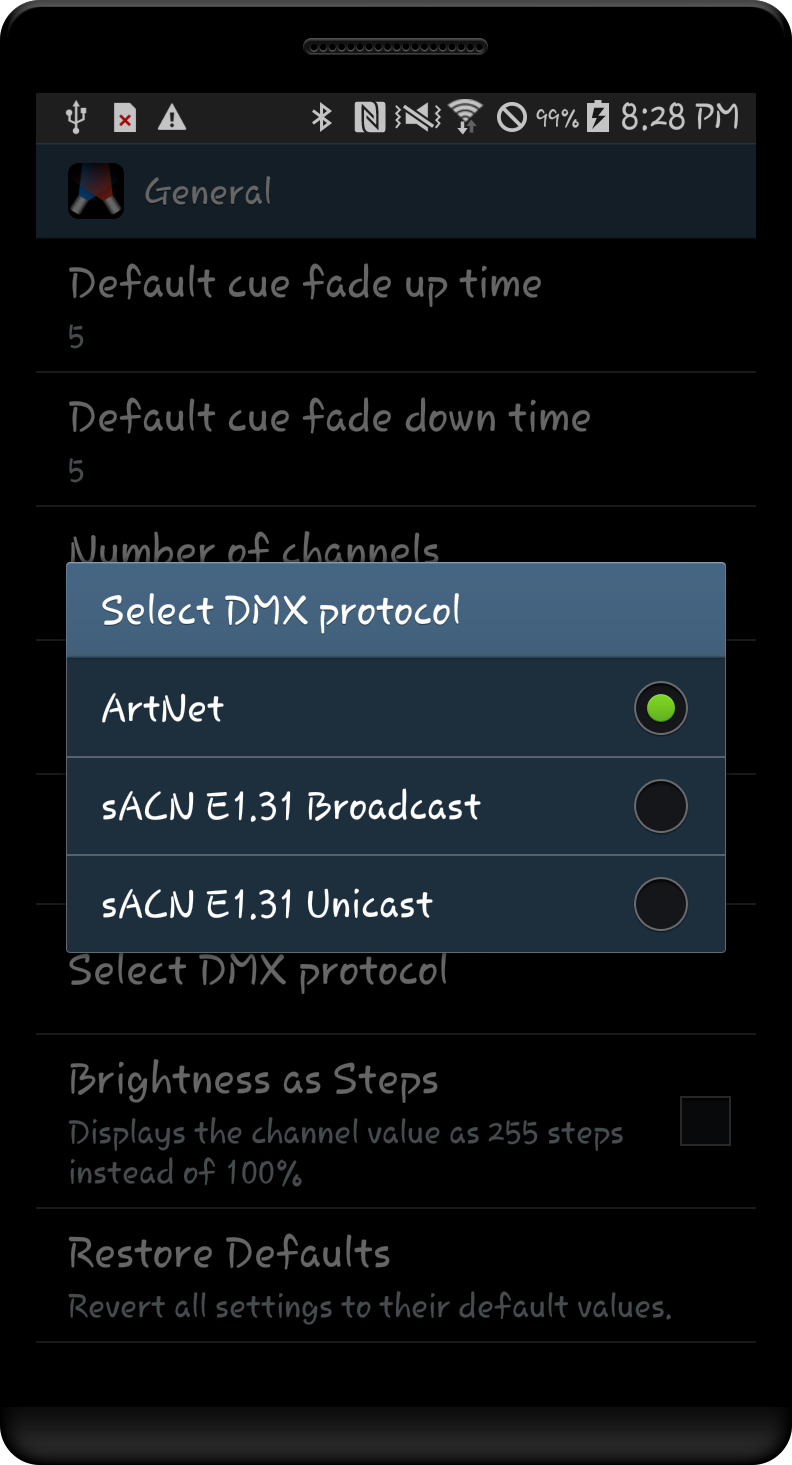 99% 8:28 PM
General
Default cue fade up time
5
Default cue fade down time
5
Number of channels
Select DMX protocol
ArtNet
sACN E1.31 Broadcast
sACN E1.31 Unicast
Select DMX protocol
Brightness as Steps
Displays the channel value as 255 steps
instead of 100%
Restore Defaults
Revert all settings to their default values.